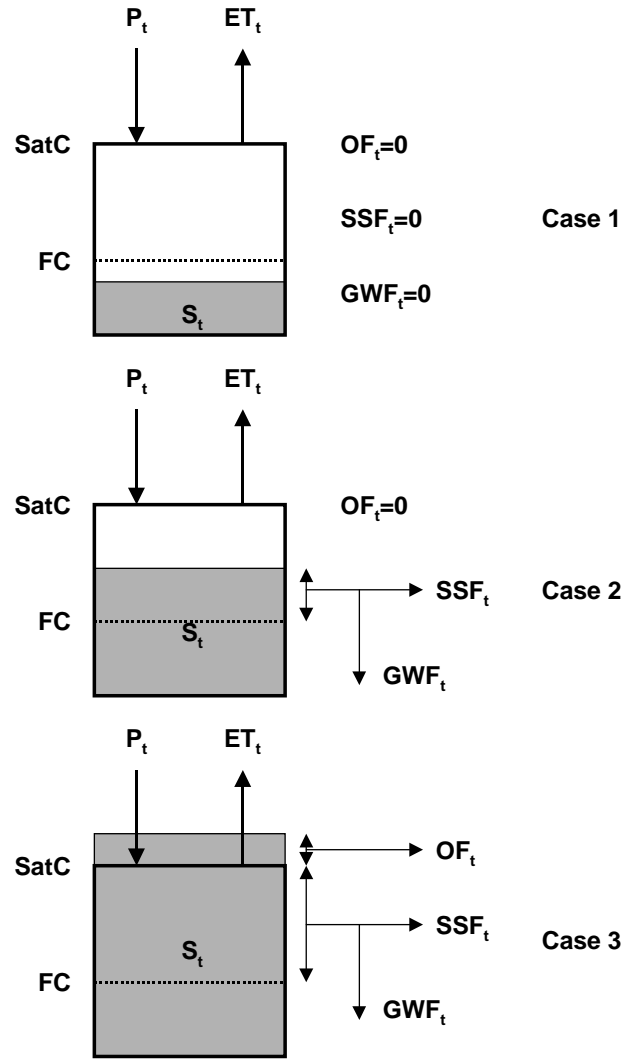 P_t ET_t
SatC OF_t=0
SSF_t=0 Case 1
FC
GWF_t=0
S_t
P_t ET_t
SatC OF_t=0
SSF_t Case 2
FC
S_t
GWF_t
P_t ET_t
OF_t
SatC
SSF_t
Case 3
S_t
FC
GWF_t